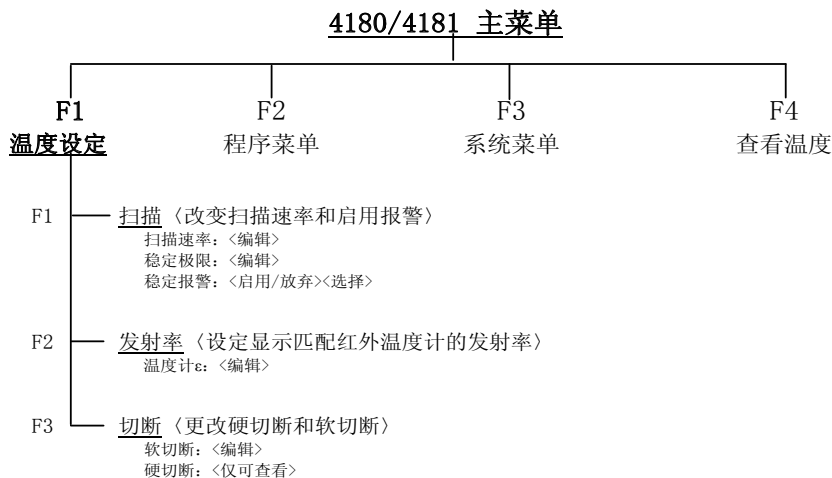 4180/4181 主菜单
F1 F2 F3 F4
温度设定 程序菜单 系统菜单 查看温度
F1 扫描〈改变扫描速率和启用报警〉
扫描速率：<编辑>
稳定极限：<编辑>
稳定报警：<启用/放弃><选择>
F2 发射率〈设定显示匹配红外温度计的发射率〉
温度计ε：<编辑>
F3 切断〈更改硬切断和软切断〉
软切断：<编辑>
硬切断：<仅可查看>